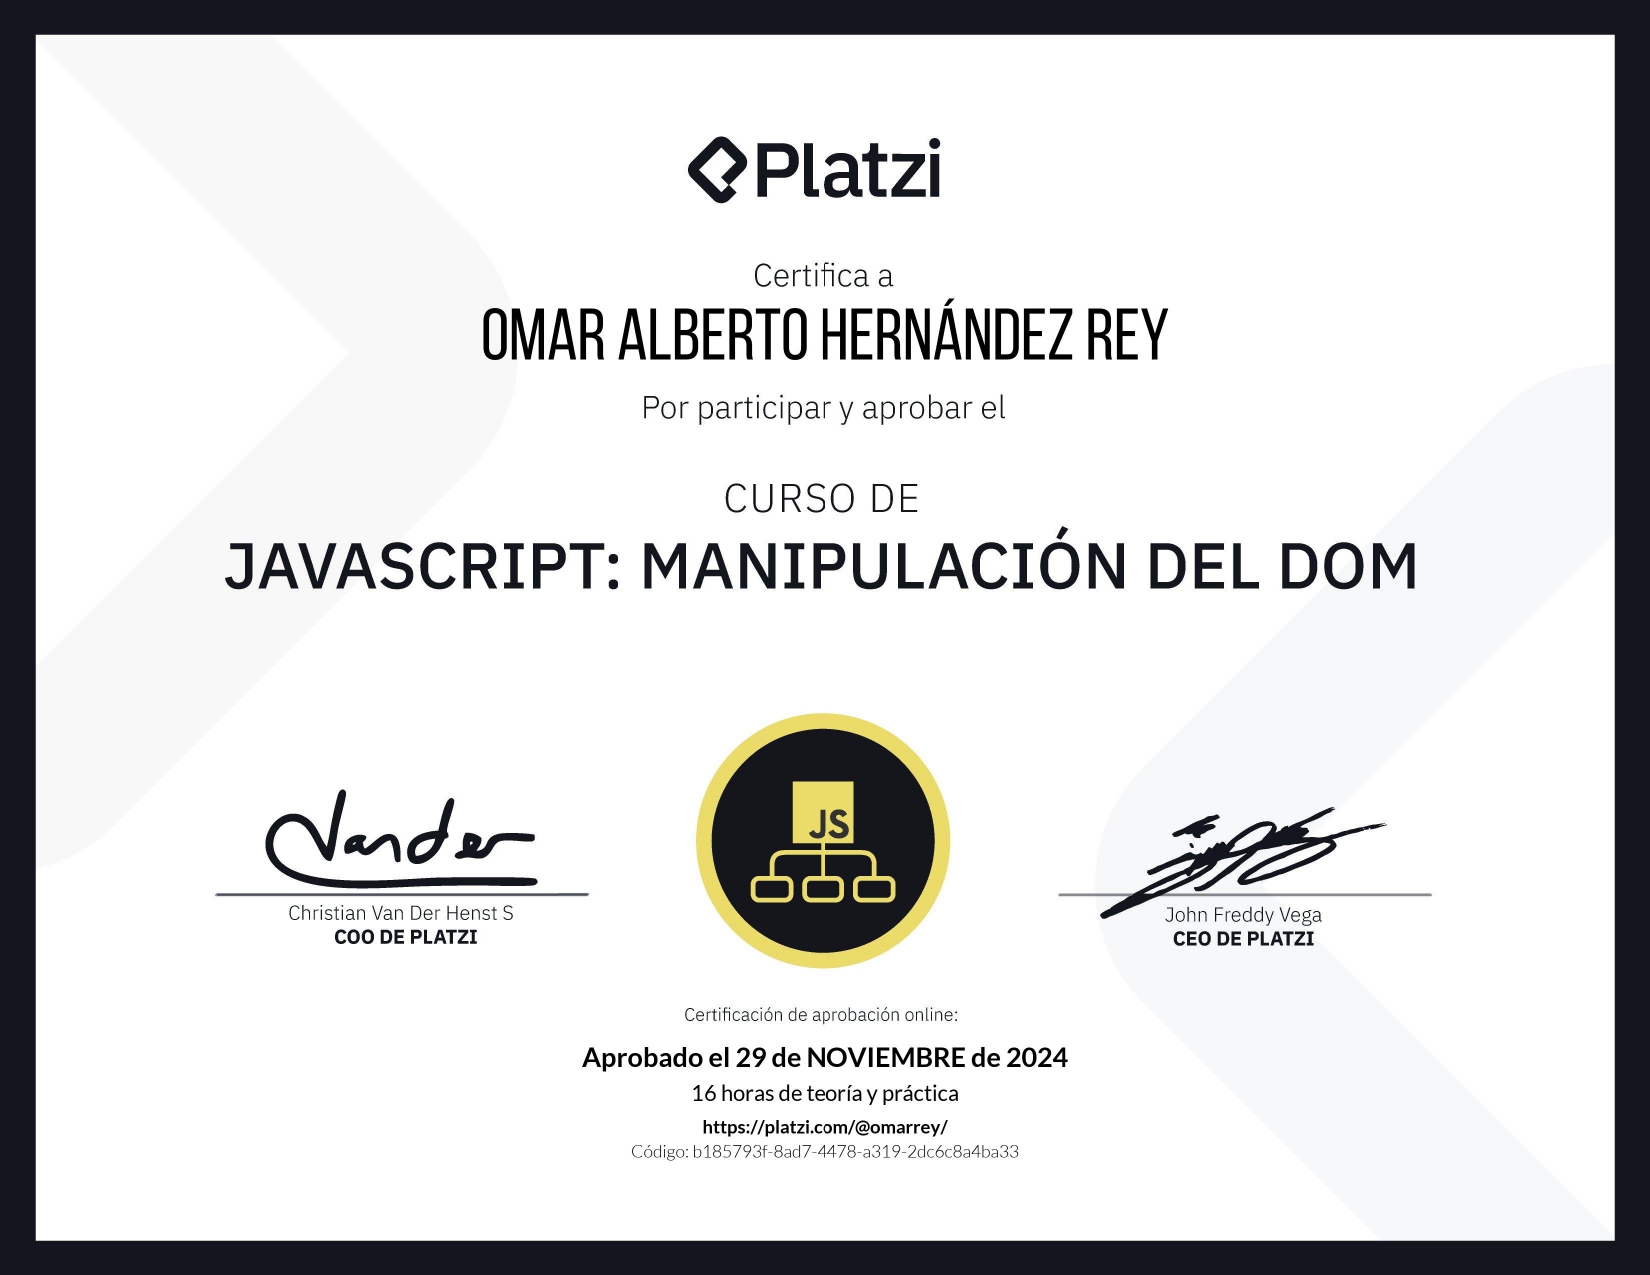 Platzi
Certifica a
OMAR ALBERTO HERNÁNDEZ REY
Por participar y aprobar el
CURSO DE
JAVASCRIPT: MANIPULACIÓN DEL DOM
JS
Vander
Christian Van Der Henst S
COO DE PLATZI
John Freddy Vega
CEO DE PLATZI
Certificación de aprobación online:
Aprobado el 29 de NOVIEMBRE de 2024
16 horas de teoría y práctica
https://platzi.com/@omarrey/
Código: b185793f-8ad7-4478-a319-2dc6c8a4ba33